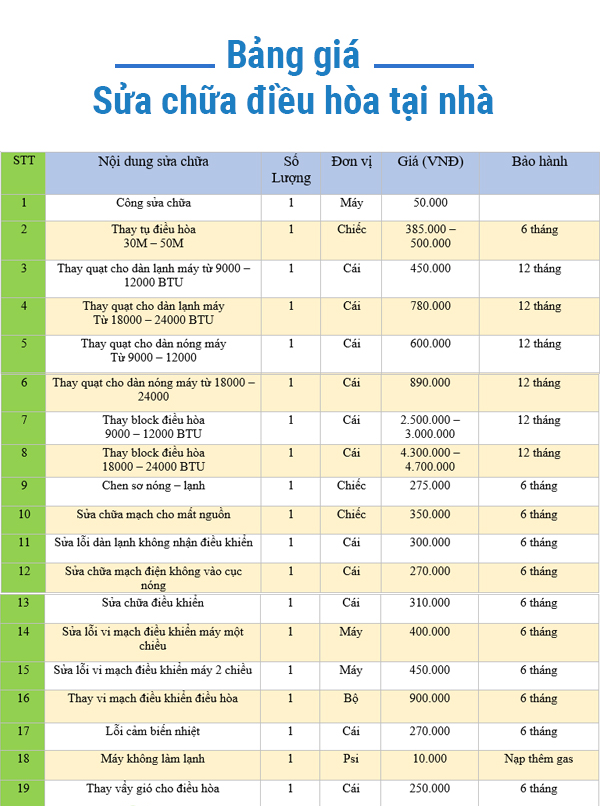 Bảng giá
Sửa chữa điều hòa tại nhà
STT Nội dung sửa chữa Số Lượng Đơn vị Giá (VNĐ) Bảo hành
1 Công sửa chữa 1 Máy 50.000
2 Thay tụ điều hòa 1 Chiếc 385.000 – 6 tháng
30M – 50M 500.000
3 Thay quạt cho dàn lạnh máy từ 9000 – 1 Cái 450.000 12 tháng
12000 BTU
4 Thay quạt cho dàn lạnh máy 1 Cái 780.000 12 tháng
Từ 18000 – 24000 BTU
5 Thay quạt cho dàn nóng máy 1 Cái 600.000 12 tháng
Từ 9000 – 12000
6 Thay quạt cho dàn nóng máy từ 18000 – 1 Cái 890.000 12 tháng
24000
7 Thay block điều hòa 1 Cái 2.500.000 – 12 tháng
9000 – 12000 BTU 3.000.000
8 Thay block điều hòa 1 Cái 4.300.000 – 12 tháng
18000 – 24000 BTU 4.700.000
9 Chen sơ nóng – lạnh 1 Chiếc 275.000 6 tháng
10 Sửa chữa mạch cho mất nguồn 1 Chiếc 350.000 6 tháng
11 Sửa lỗi dàn lạnh không nhận điều khiển 1 Cái 300.000 6 tháng
12 Sửa chữa mạch điện không vào cục 1 Cái 270.000 6 tháng
nóng
13 Sửa chữa điều khiển 1 Cái 310.000 6 tháng
14 Sửa lỗi vi mạch điều khiển máy một 1 Máy 400.000 6 tháng
chiều
15 Sửa lỗi vi mạch điều khiển máy 2 chiều 1 Máy 450.000 6 tháng
16 Thay vi mạch điều khiển điều hòa 1 Bộ 900.000 6 tháng
17 Lỗi cảm biến nhiệt 1 Cái 270.000 6 tháng
18 Máy không làm lạnh 1 Psi 10.000 Nạp thêm gas
19 Thay vẩy gió cho điều hòa 1 Cái 250.000 6 tháng